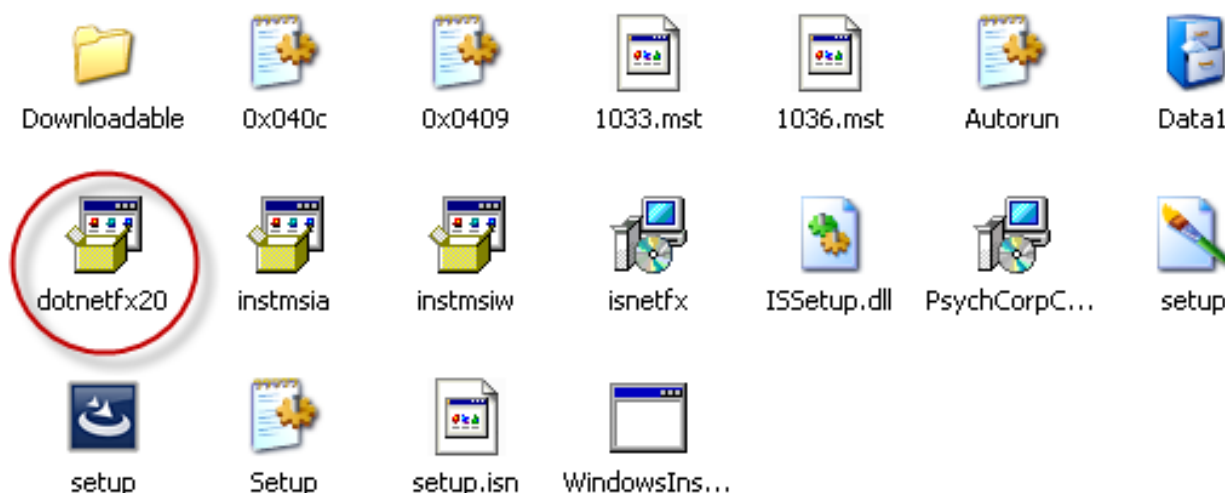 Downloadable 0x040c 0x0409 1033.mst 1036.mst Autorun Data1
dotnetfx20 instmsia instmsiw isnetfx ISSetup.dll PsychCorpC... setup
setup Setup setup.isn WindowsIns...